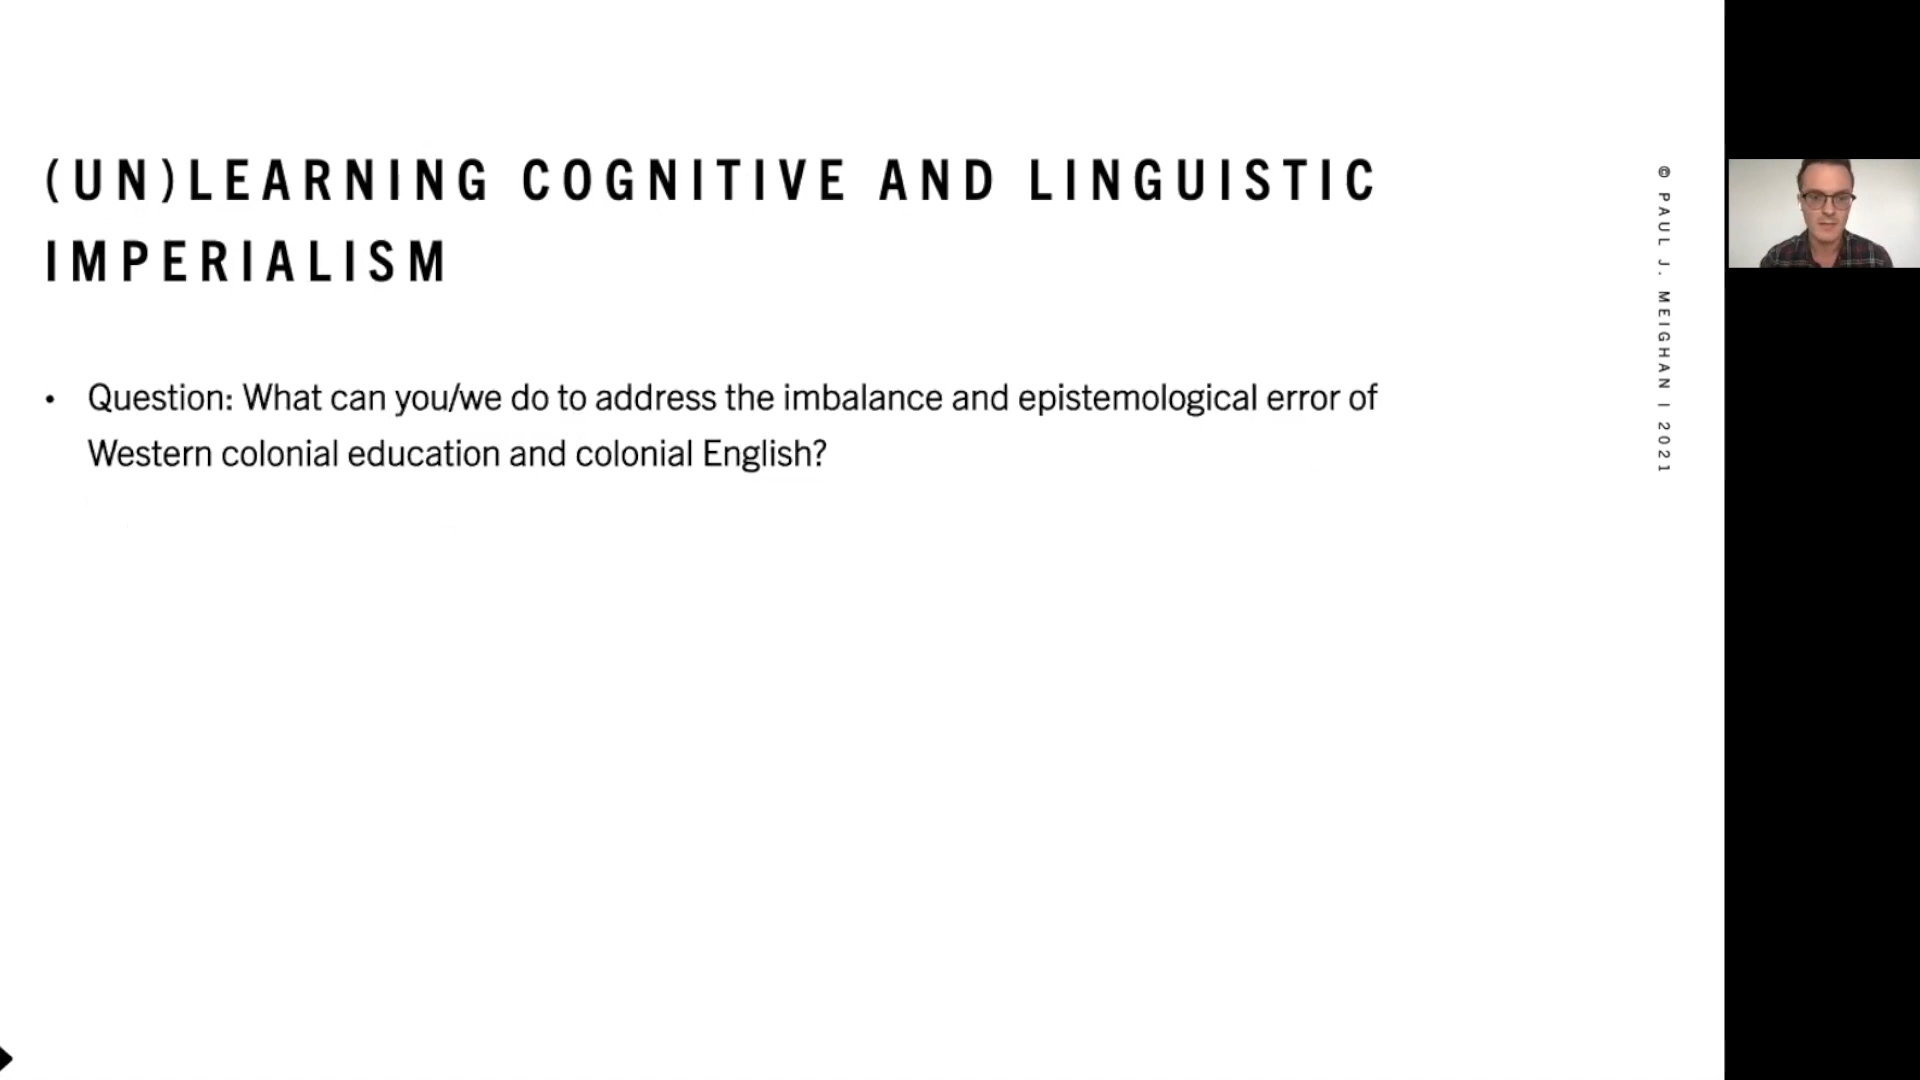 (UN)LEARNING COGNITIVE AND LINGUISTIC
IMPERIALISM
• Question: What can you/we do to address the imbalance and epistemological error of
Western colonial education and colonial English?
© PAUL J. MEIGHAN | 2021